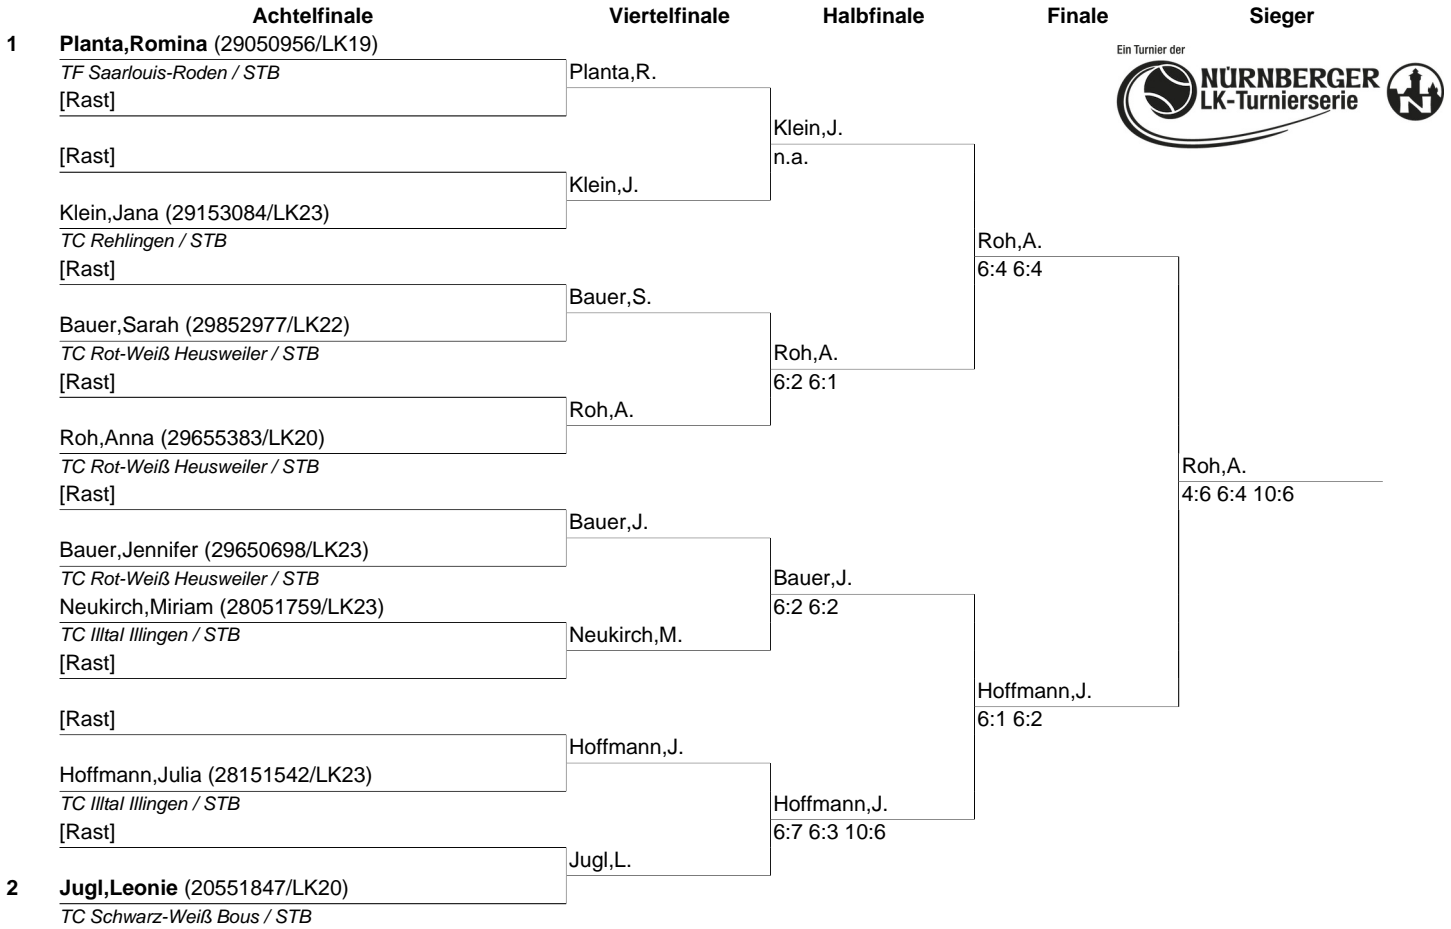 Achtelfinale Viertelfinale Halbfinale Finale Sieger
1 Planta,Romina (29050956/LK19)
Ein Turnier der
NÜRNBERGER
LK-Turnierserie
N
TF Saarlouis-Roden / STB Planta,R.
[Rast]
Klein,J.
[Rast] n.a.
Klein,J.
Klein,Jana (29153084/LK23)
TC Rehlingen / STB Roh,A.
[Rast] 6:4 6:4
Bauer,S.
Bauer,Sarah (29852977/LK22)
TC Rot-Weiß Heusweiler / STB Roh,A.
[Rast] 6:2 6:1
Roh,A.
Roh,Anna (29655383/LK20)
TC Rot-Weiß Heusweiler / STB Roh,A.
[Rast] 4:6 6:4 10:6
Bauer,J.
Bauer,Jennifer (29650698/LK23)
TC Rot-Weiß Heusweiler / STB Bauer,J.
Neukirch,Miriam (28051759/LK23) 6:2 6:2
TC Illtal Illingen / STB Neukirch,M.
[Rast]
Hoffmann,J.
[Rast] 6:1 6:2
Hoffmann,J.
Hoffmann,Julia (28151542/LK23)
TC Illtal Illingen / STB Hoffmann,J.
[Rast] 6:7 6:3 10:6
Jugl,L.
2 Jugl,Leonie (20551847/LK20)
TC Schwarz-Weiß Bous / STB